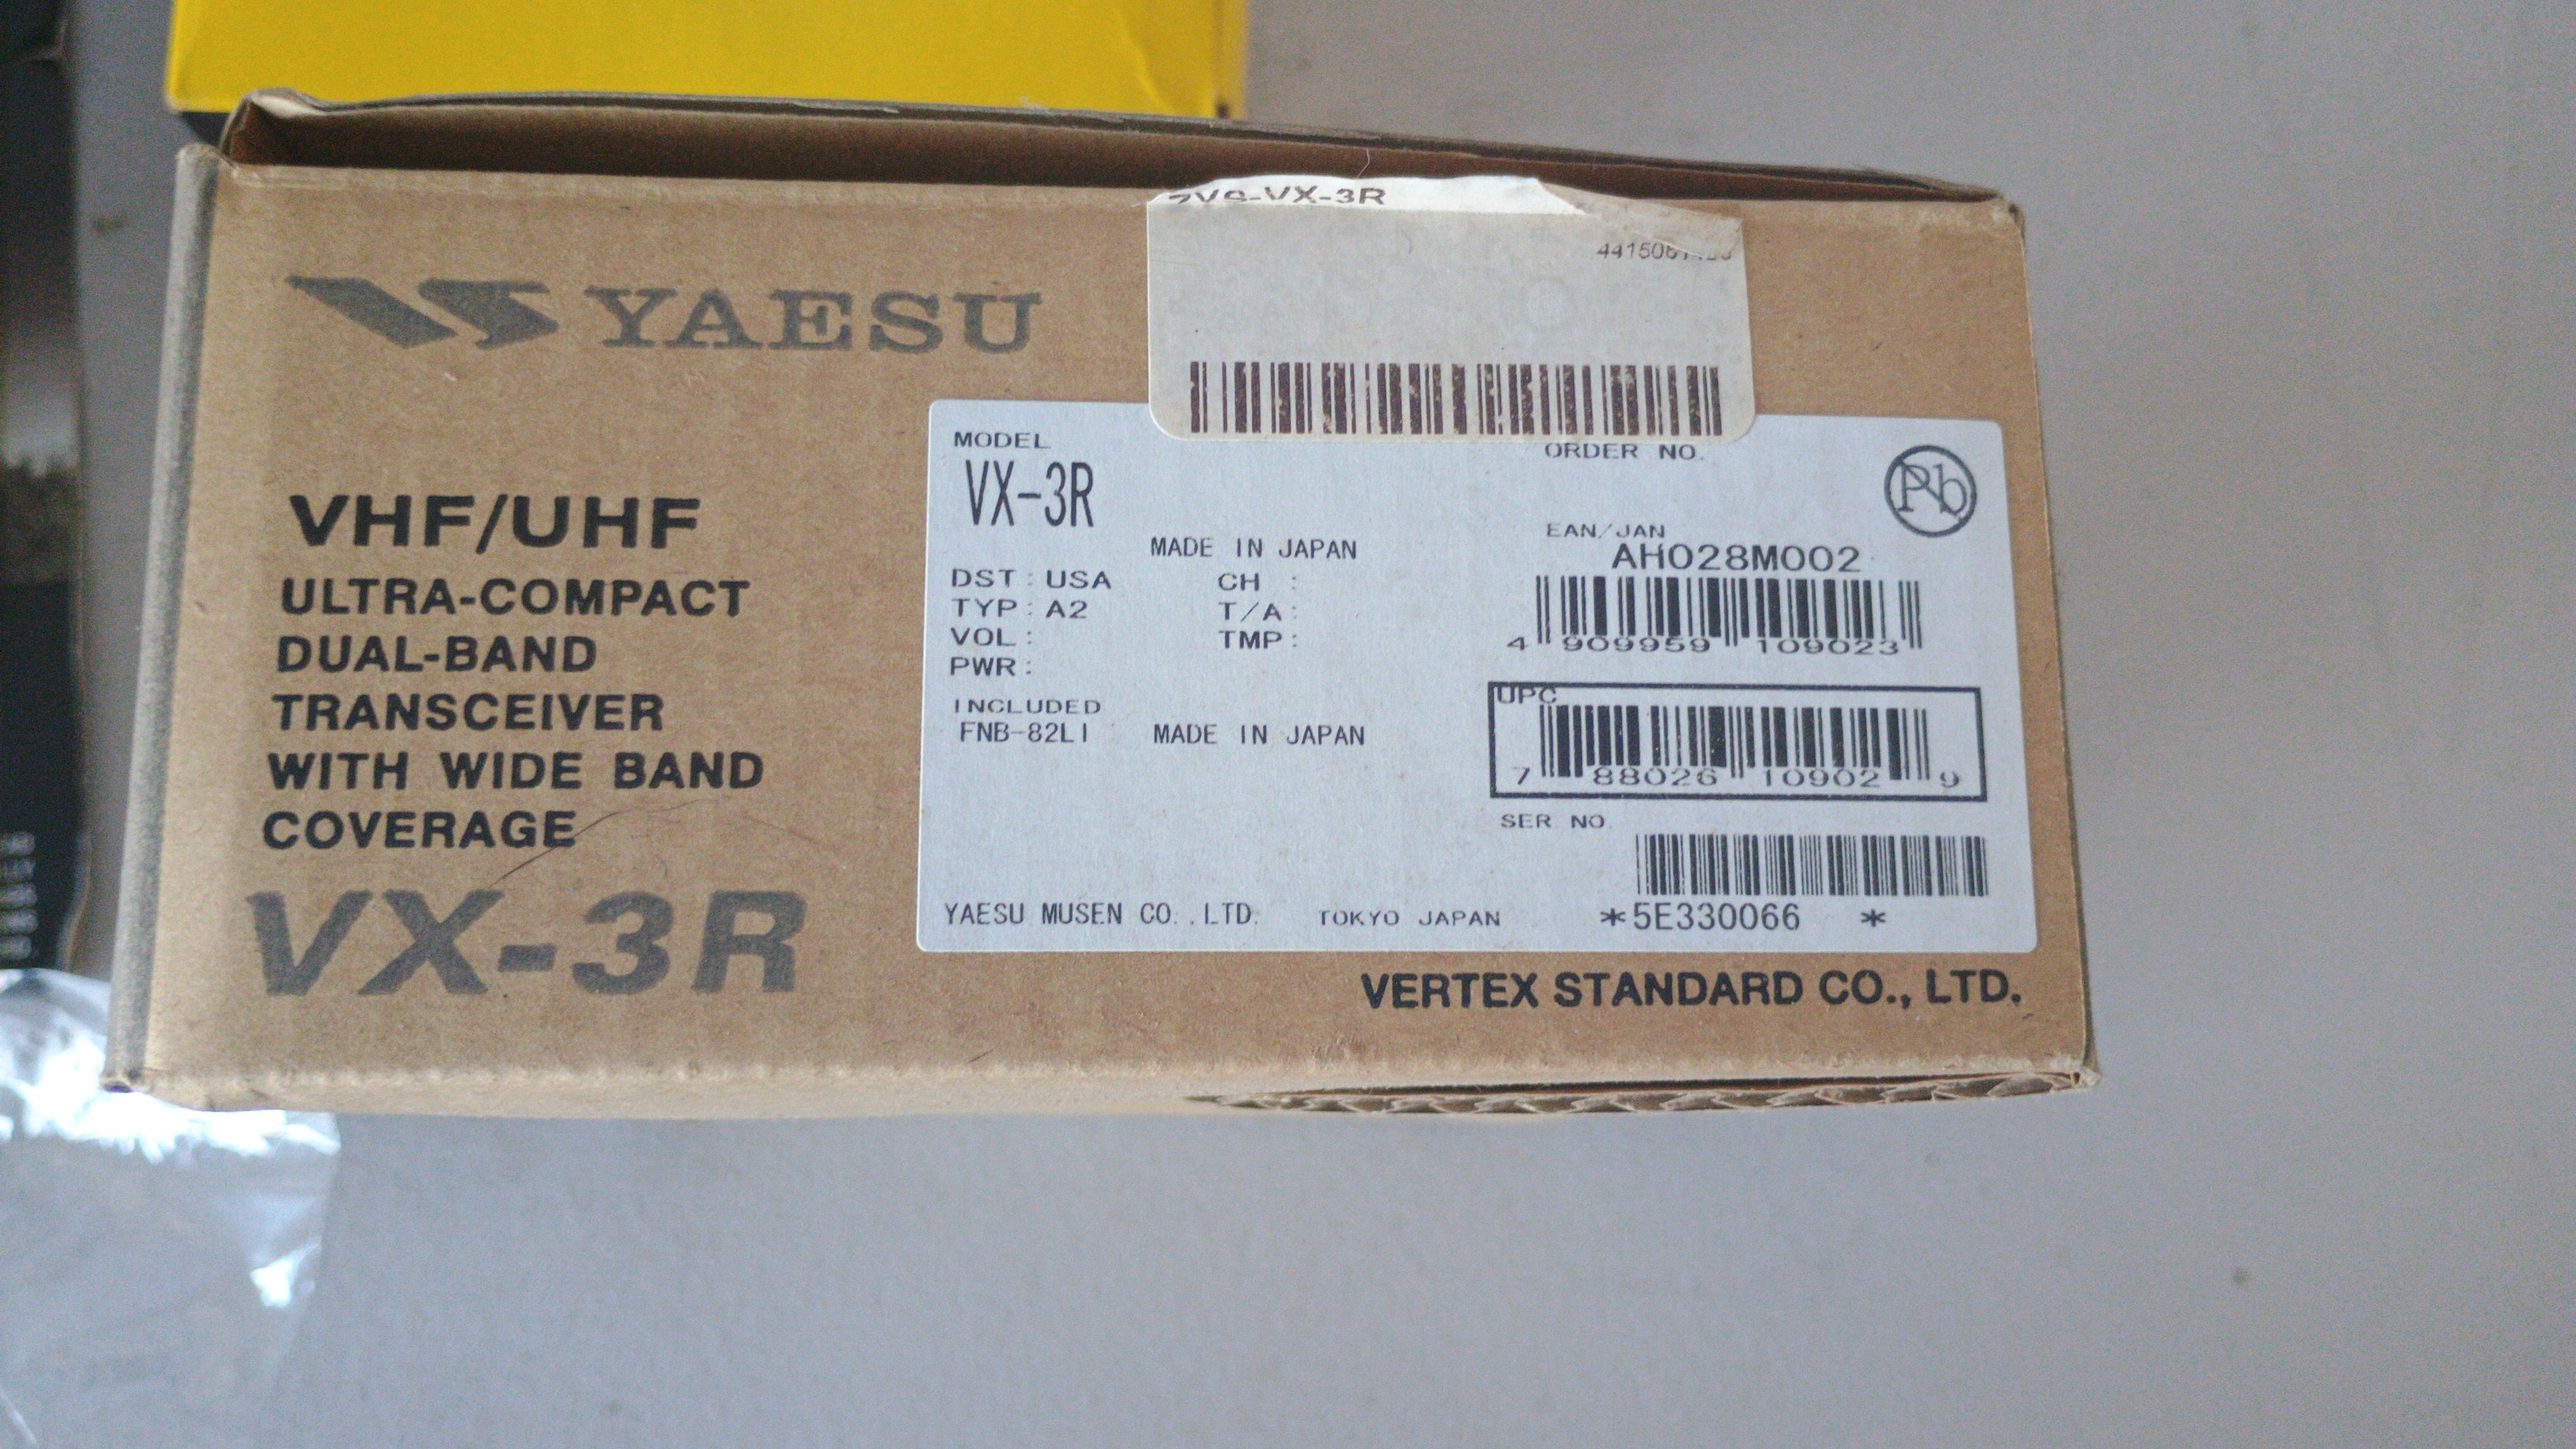 YAESU
VHF/UHF
ULTRA-COMPACT
DUAL-BAND
TRANSCEIVER
WITH WIDE BAND
COVERAGE
VX-3R
-VX-3R
MODEL
VX-3R
MADE IN JAPAN
DST: USA
CH :
TYP: A2
T/A:
VOL:
TMP:
PWR:
INCLUDED
FNB-82LI
MADE IN JAPAN
ORDER NO.
Pb
EAN/JAN
AH028M002
4 909959 109023
UPC
7 88026 10902 9
SER NO.
*5E330066 *
YAESU MUSEN CO.,LTD. TOKYO JAPAN
VERTEX STANDARD CO., LTD.